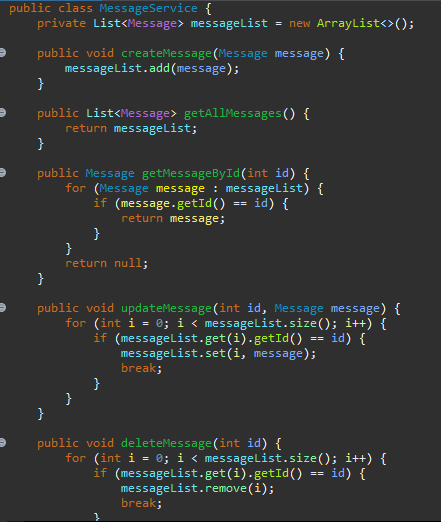 public class MessageService {
    private List<Message> messageList = new ArrayList<>();
    public void createMessage(Message message) {
        messageList.add(message);
    }
    public List<Message> getAllMessages() {
        return messageList;
    }
    public Message getMessageById(int id) {
        for (Message message : messageList) {
            if (message.getId() == id) {
                return message;
            }
        }
        return null;
    }
    public void updateMessage(int id, Message message) {
        for (int i = 0; i < messageList.size(); i++) {
            if (messageList.get(i).getId() == id) {
                messageList.set(i, message);
                break;
            }
        }
    }
    public void deleteMessage(int id) {
        for (int i = 0; i < messageList.size(); i++) {
            if (messageList.get(i).getId() == id) {
                messageList.remove(i);
                break;
            }